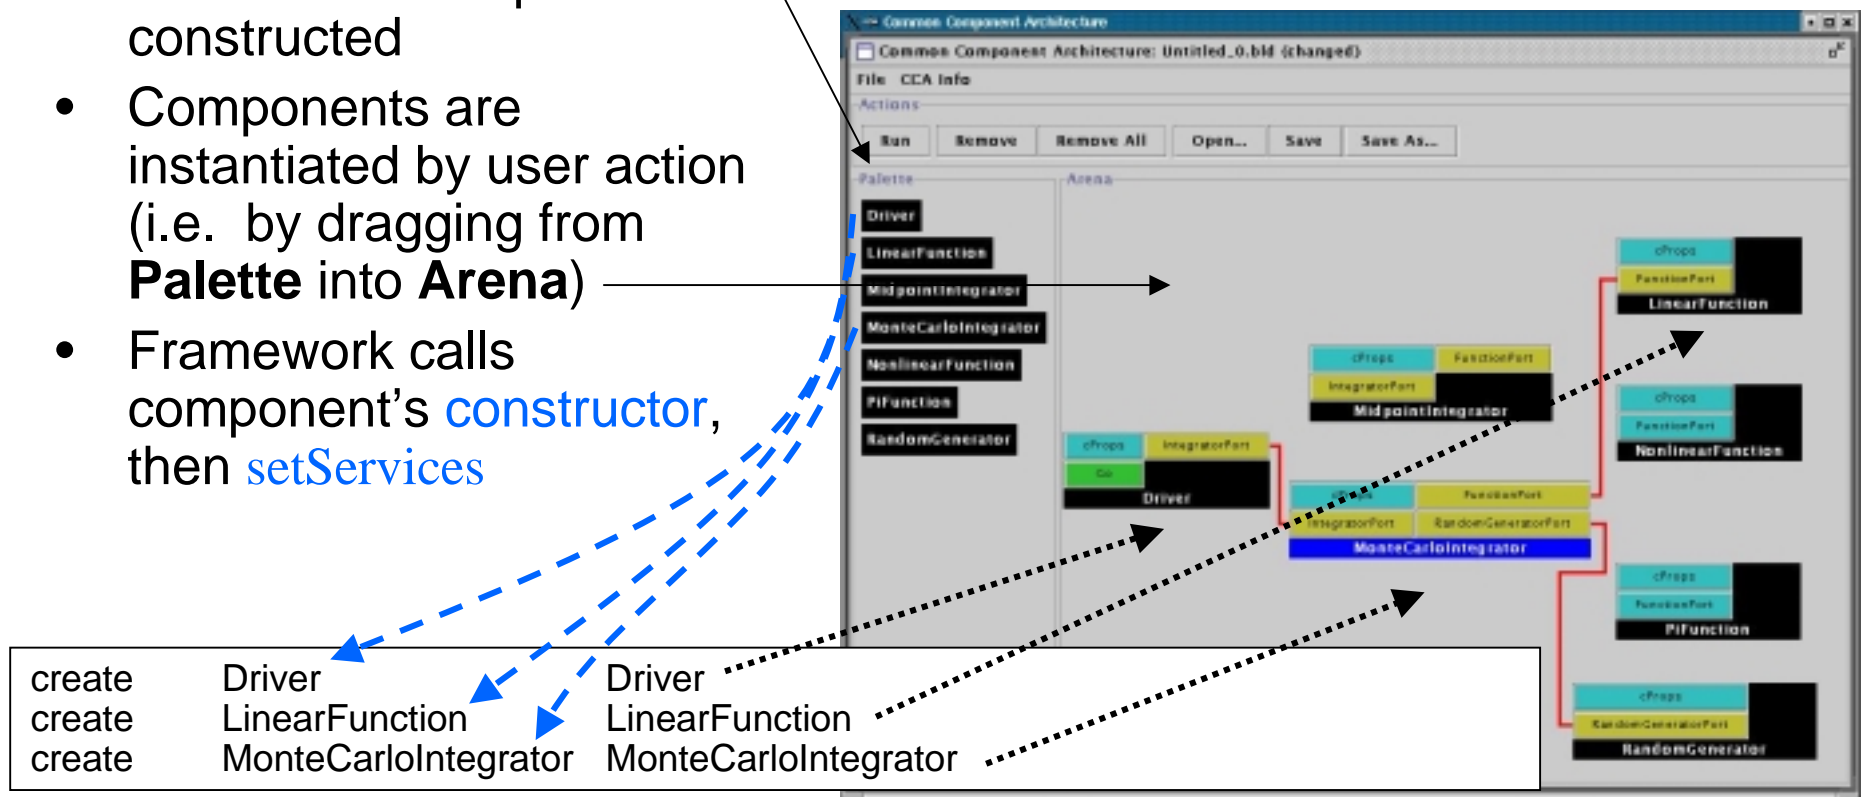 constructed
• Components are
instantiated by user action
(i.e. by dragging from
Palette into Arena)
• Framework calls
component’s constructor,
then setServices
Common Component Architecture
Common Component Architecture: Untitled_0.bld (changed)
File CCA Info
Actions
Run Remove Remove All Open... Save Save As...
Palette
Arena
Driver
LinearFunction
MidpointIntegrator
MonteCarloIntegrator
NonlinearFunction
PiFunction
RandomGenerator
cProps
FunctionPort
LinearFunction
cProps FunctionPort
IntegratorPort
MidpointIntegrator
cProps
FunctionPort
NonlinearFunction
cProps IntegratorPort
Go
Driver
cProps FunctionPort
IntegratorPort RandomGeneratorPort
MonteCarloIntegrator
cProps
FunctionPort
PiFunction
cProps
RandomGeneratorPort
RandomGenerator
create Driver Driver
create LinearFunction LinearFunction
create MonteCarloIntegrator MonteCarloIntegrator